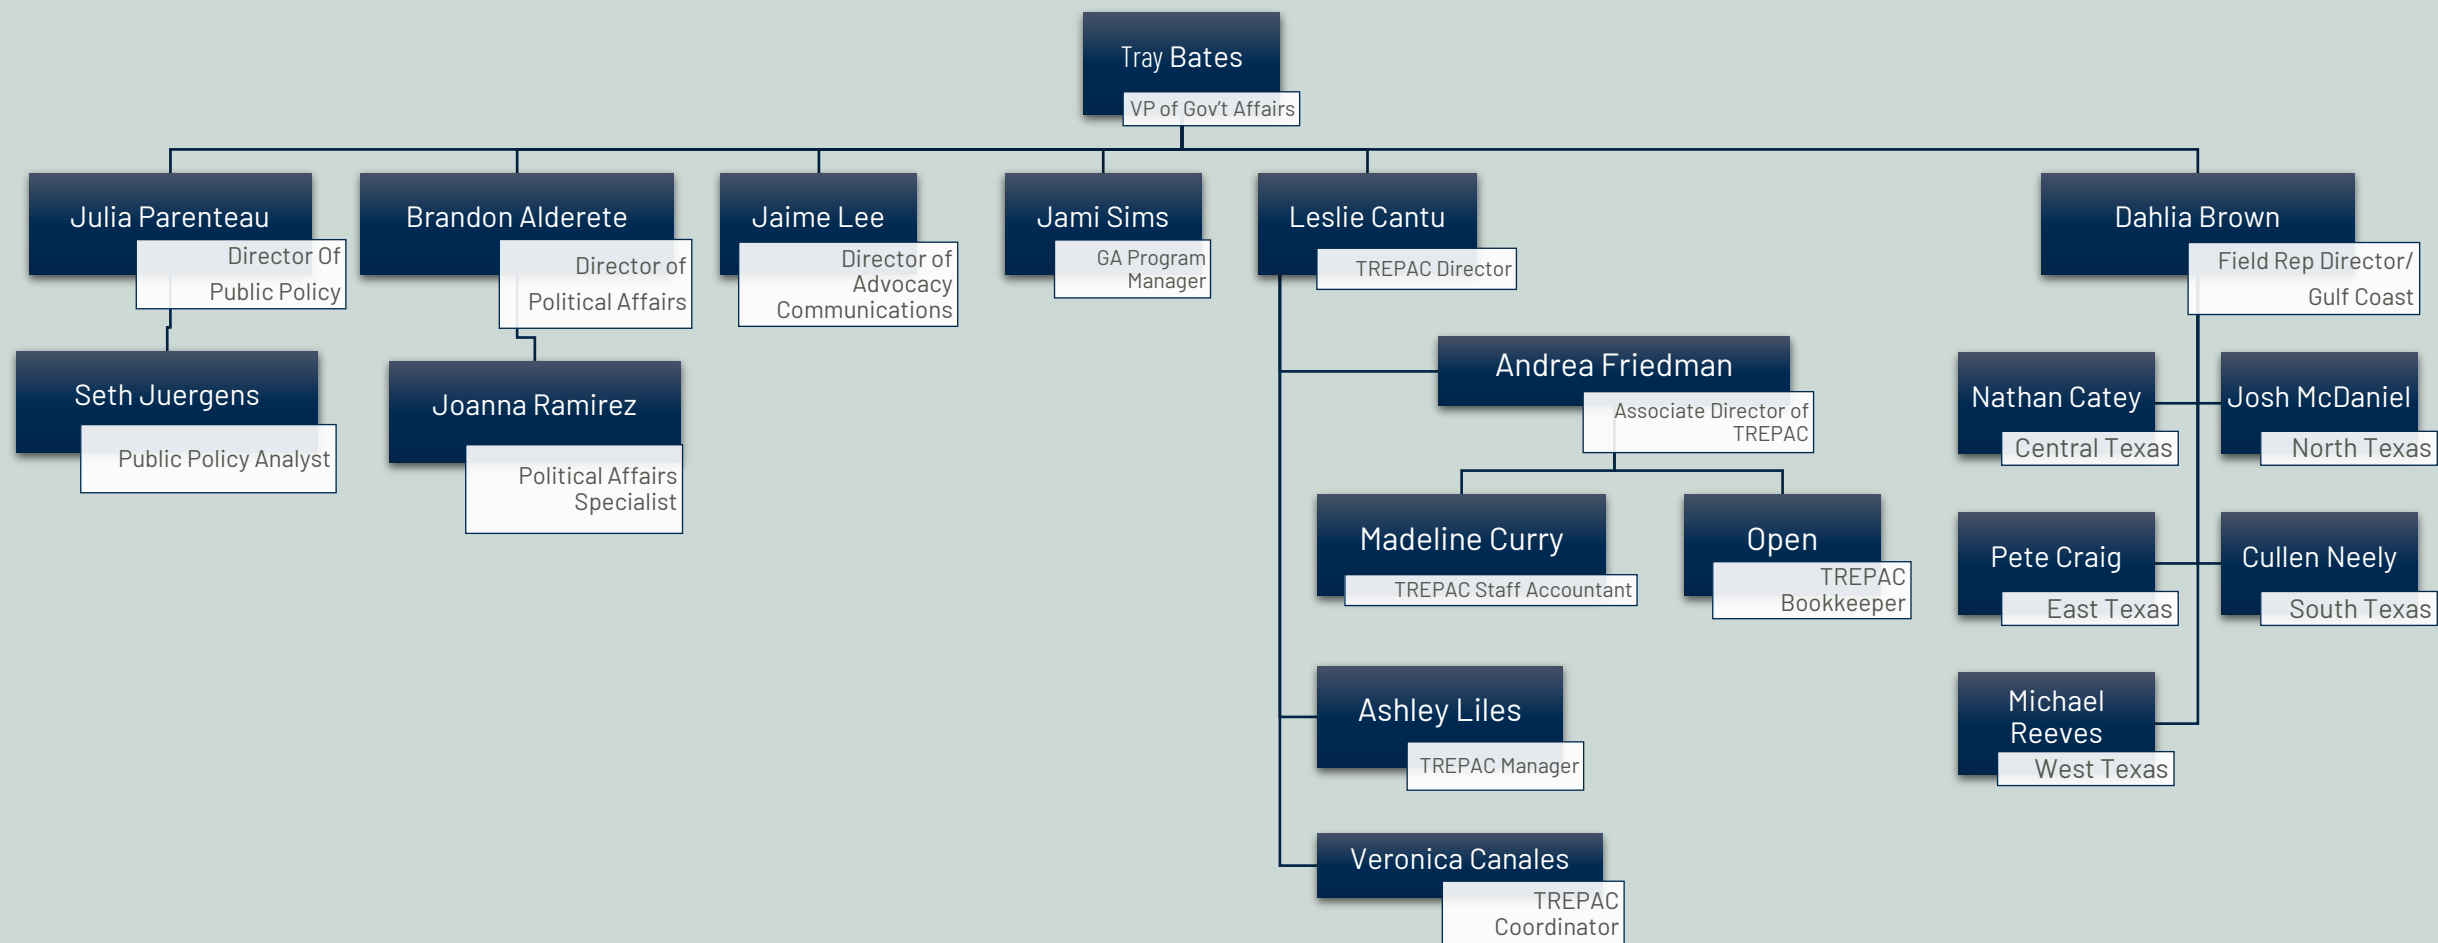 Tray Bates
VP of Gov't Affairs
Julia Parenteau
Director Of
Public Policy
Brandon Alderete
Director of
Political Affairs
Jaime Lee
Director of
Advocacy
Communications
Jami Sims
GA Program
Manager
Leslie Cantu
TREPAC Director
Dahlia Brown
Field Rep Director/
Gulf Coast
Seth Juergens
Public Policy Analyst
Joanna Ramirez
Political Affairs
Specialist
Andrea Friedman
Associate Director of
TREPAC
Madeline Curry
TREPAC Staff Accountant
Open
TREPAC
Bookkeeper
Ashley Liles
TREPAC Manager
Veronica Canales
TREPAC
Coordinator
Nathan Catey
Central Texas
Josh McDaniel
North Texas
Pete Craig
East Texas
Cullen Neely
South Texas
Michael
Reeves
West Texas